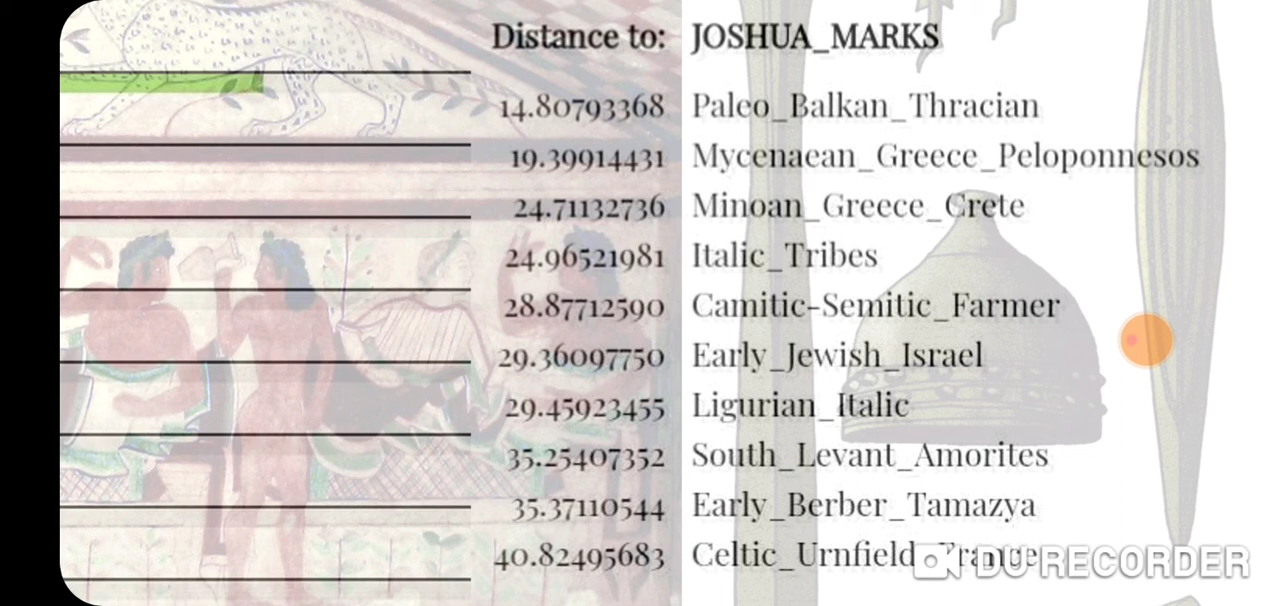 Distance to: JOSHUA_MARKS
14.80793368 Paleo_Balkan_Thracian
19.39914431 Mycenaean_Greece_Peloponnesos
24.71132736 Minoan_Greece_Crete
24.96521981 Italic_Tribes
28.87712590 Camitic-Semitic_Farmer
29.36097750 Early_Jewish_Israel
29.45923455 Ligurian_Italic
35.25407352 South_Levant_Amorites
35.37110544 Early_Berber_Tamazya
40.82495683 Celtic_Urnfield_France
DU RECORDER